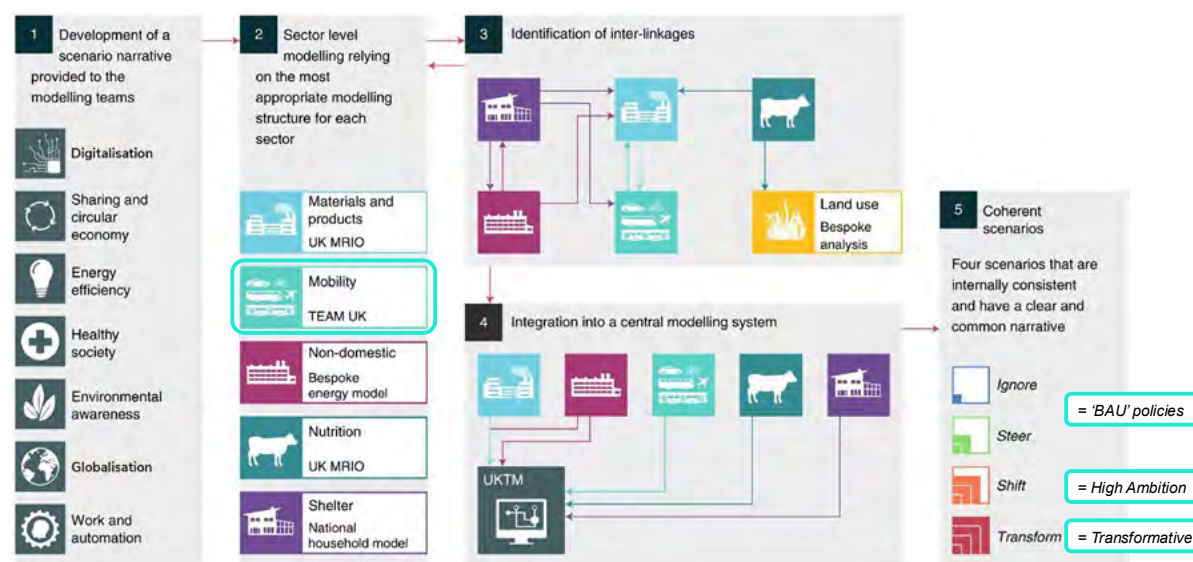 1
Development of a
scenario narrative
provided to the
modelling teams
Digitalisation
Sharing and
circular
economy
Energy
efficiency
Healthy
society
Environmental
awareness
Globalisation
Work and
automation
2
Sector level
modelling relying
on the most
appropriate modelling
structure for each
sector
Materials and
products
UK MRIO
Mobility
TEAM UK
Non-domestic
Bespoke
energy model
Nutrition
UK MRIO
Shelter
National
household model
3
Identification of inter-linkages
Land use
Bespoke
analysis
4
Integration into a central modelling system
UKTM
5
Coherent
scenarios
Four scenarios that are
internally consistent
and have a clear and
common narrative
Ignore
= 'BAU' policies
Steer
Shift
= High Ambition
Transform
= Transformative